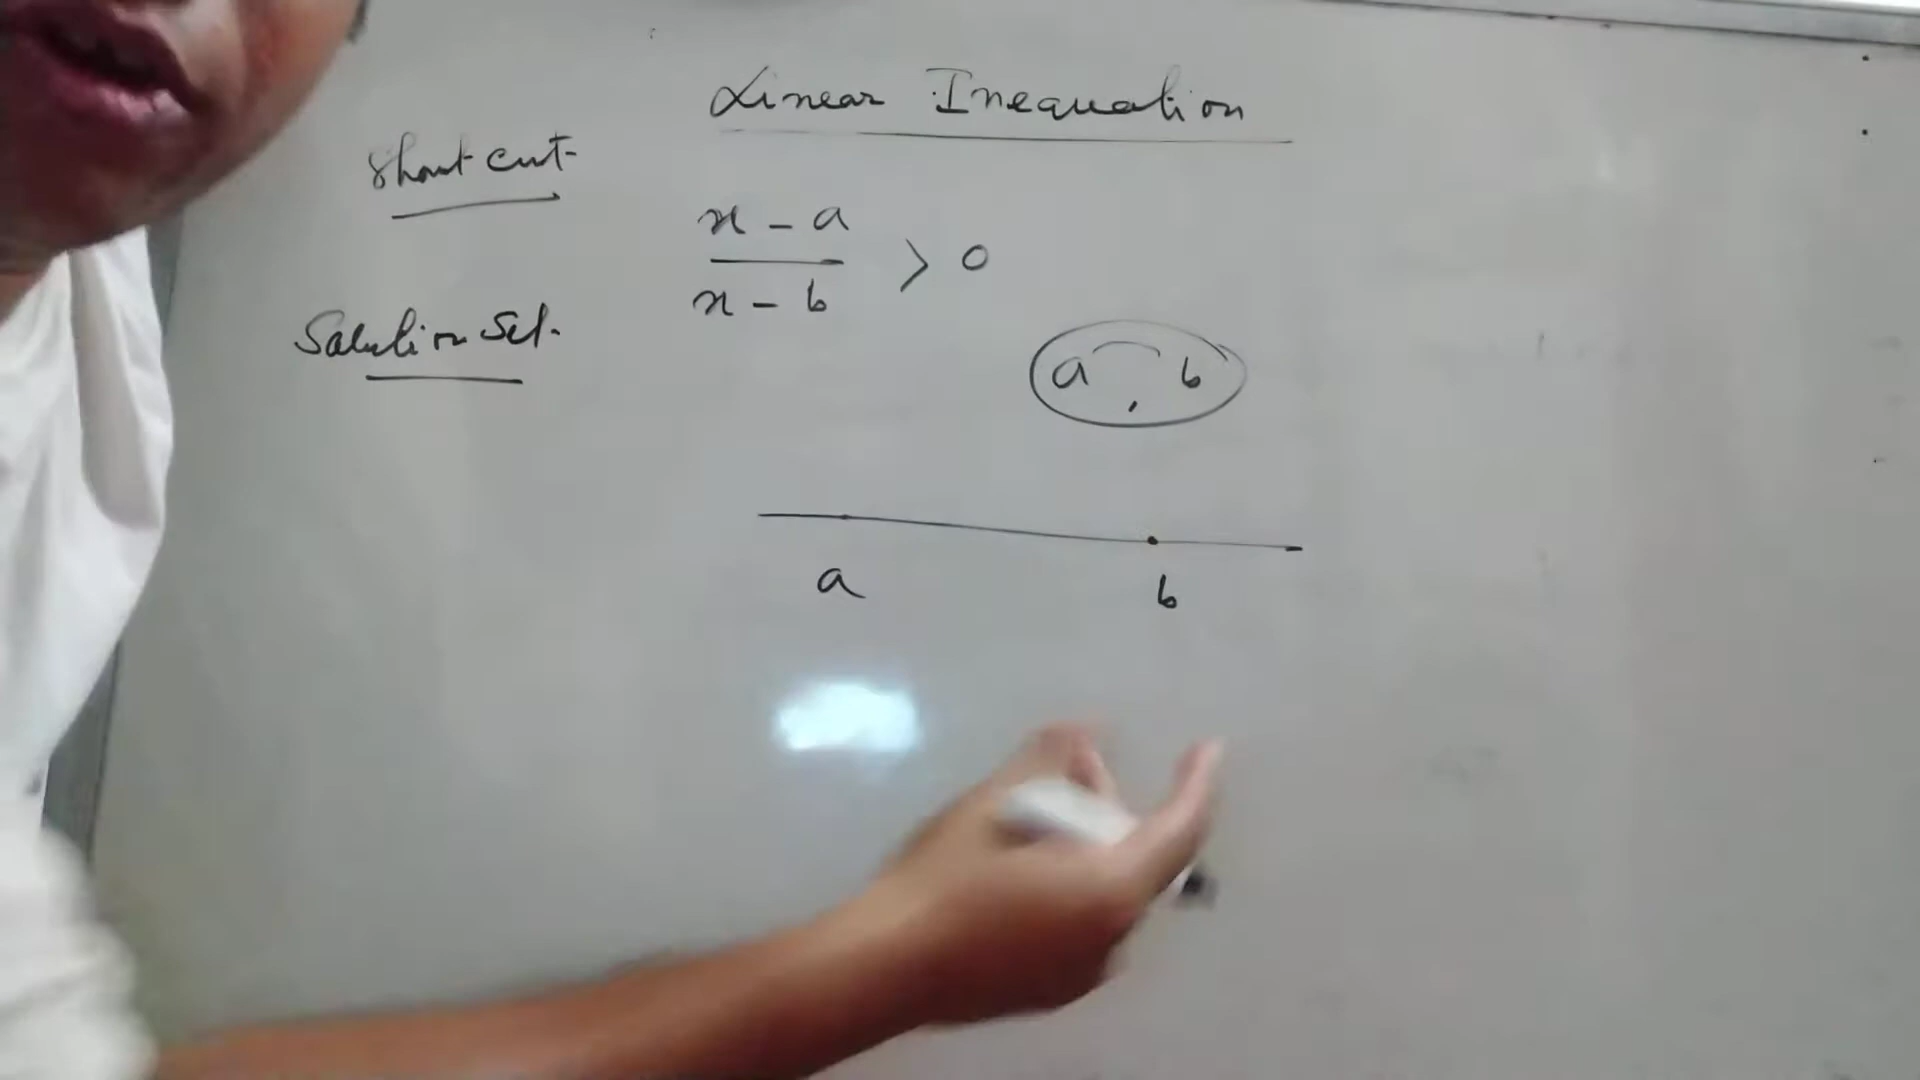 Linear Inequation
Short cut
x - a
x - b
> 0
Solution Set.
a , b
a b